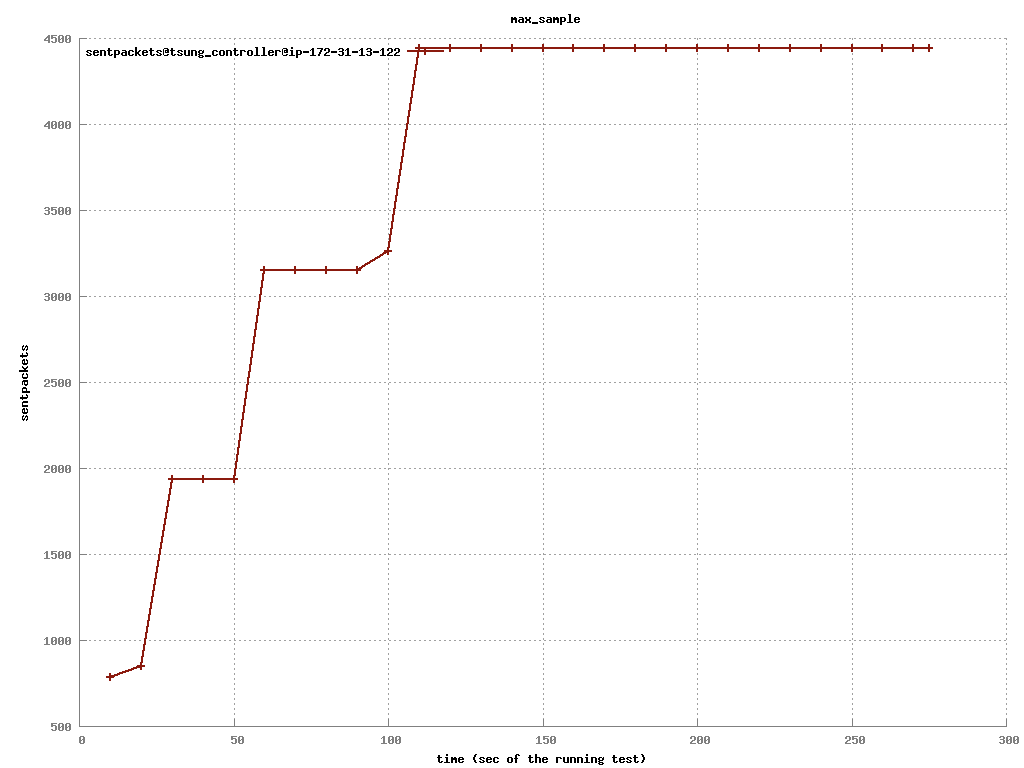 max_sample
4500
sentpackets@tsung_controller@ip-172-31-13-122
4000
3500
3000
2500
2000
1500
1000
500
sentpackets
0 50 100 150 200 250 300
time (sec of the running test)